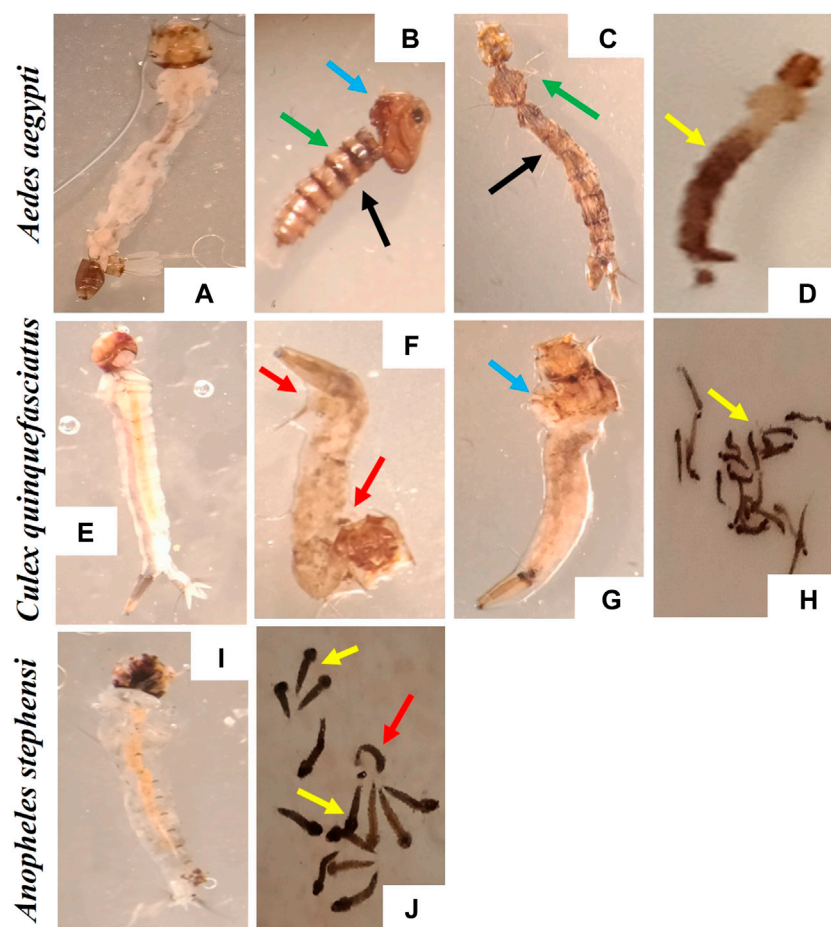 Aedes aegypti
A
B
C
D
Culex quinquefasciatus
E
F
G
H
Anopheles stephensi
I
J